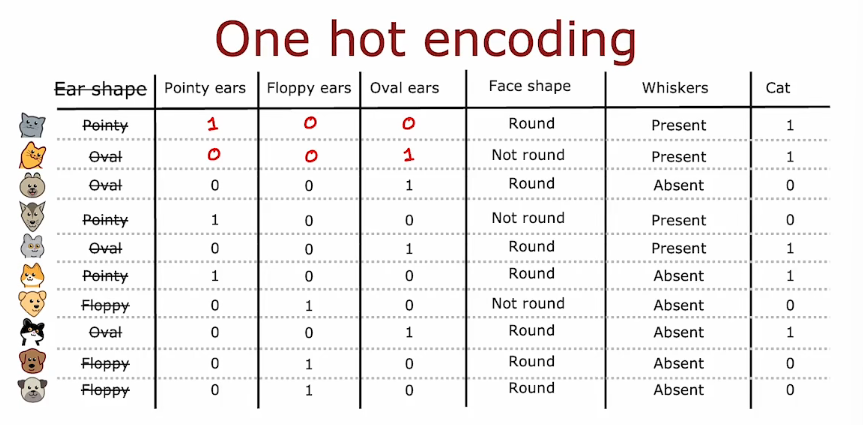 One hot encoding
Ear shape Pointy ears Floppy ears Oval ears Face shape Whiskers Cat
Pointy 1 0 0 Round Present 1
Oval 0 0 1 Not round Present 1
Oval 0 0 1 Round Absent 0
Pointy 1 0 0 Not round Present 0
Oval 0 0 1 Round Present 1
Pointy 1 0 0 Round Absent 1
Floppy 0 1 0 Not round Absent 0
Oval 0 0 1 Round Absent 1
Floppy 0 1 0 Round Absent 0
Floppy 0 1 0 Round Absent 0